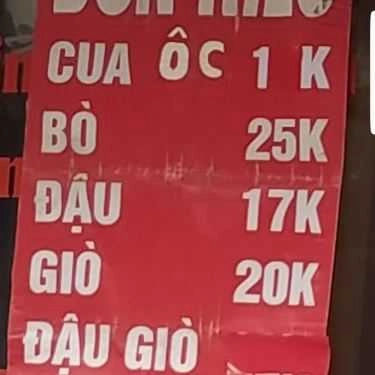 CUA ỐC 1 K
BÒ 25K
ĐẬU 17K
GIÒ 20K
ĐẬU GIÒ